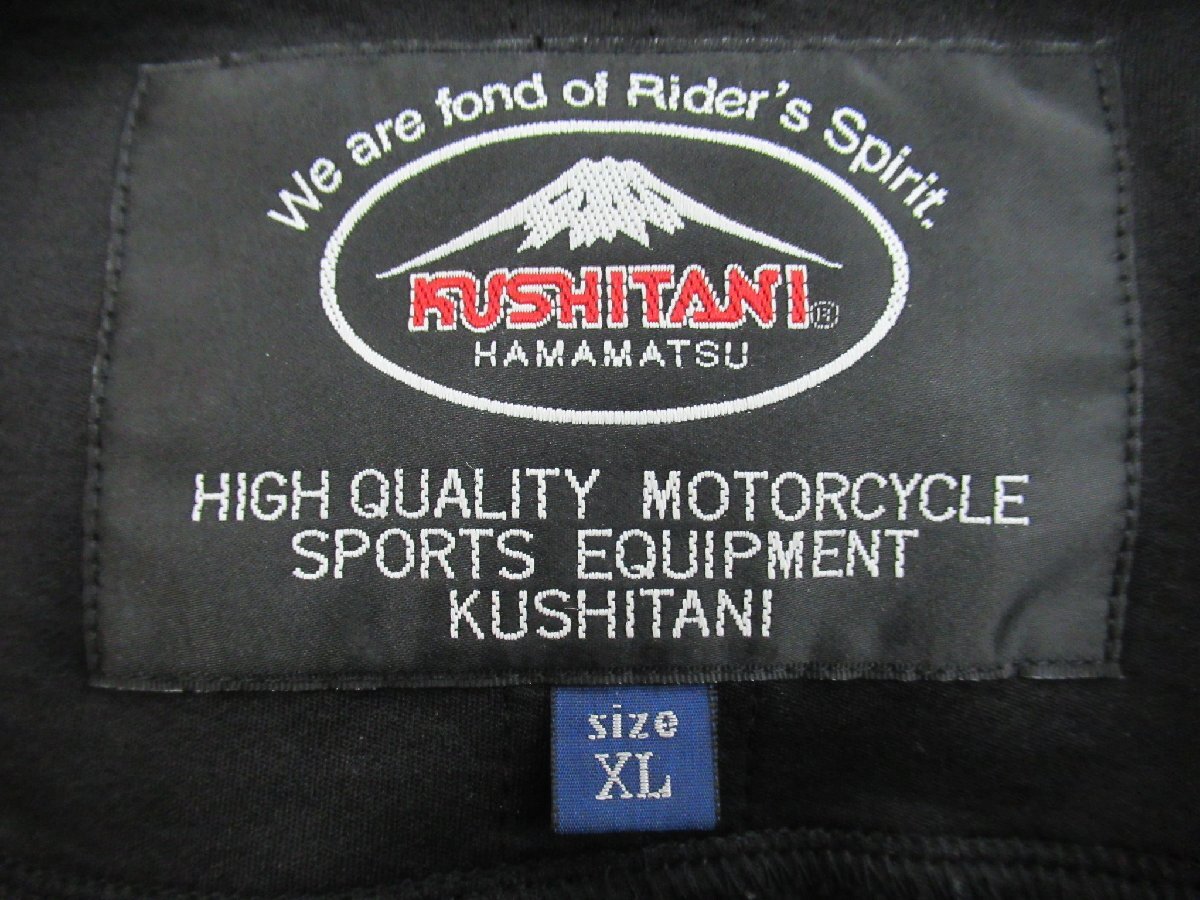 We are fond of Rider's Spirit.
KUSHITANI®
HAMAMATSU
HIGH QUALITY MOTORCYCLE
SPORTS EQUIPMENT
KUSHITANI
size
XL